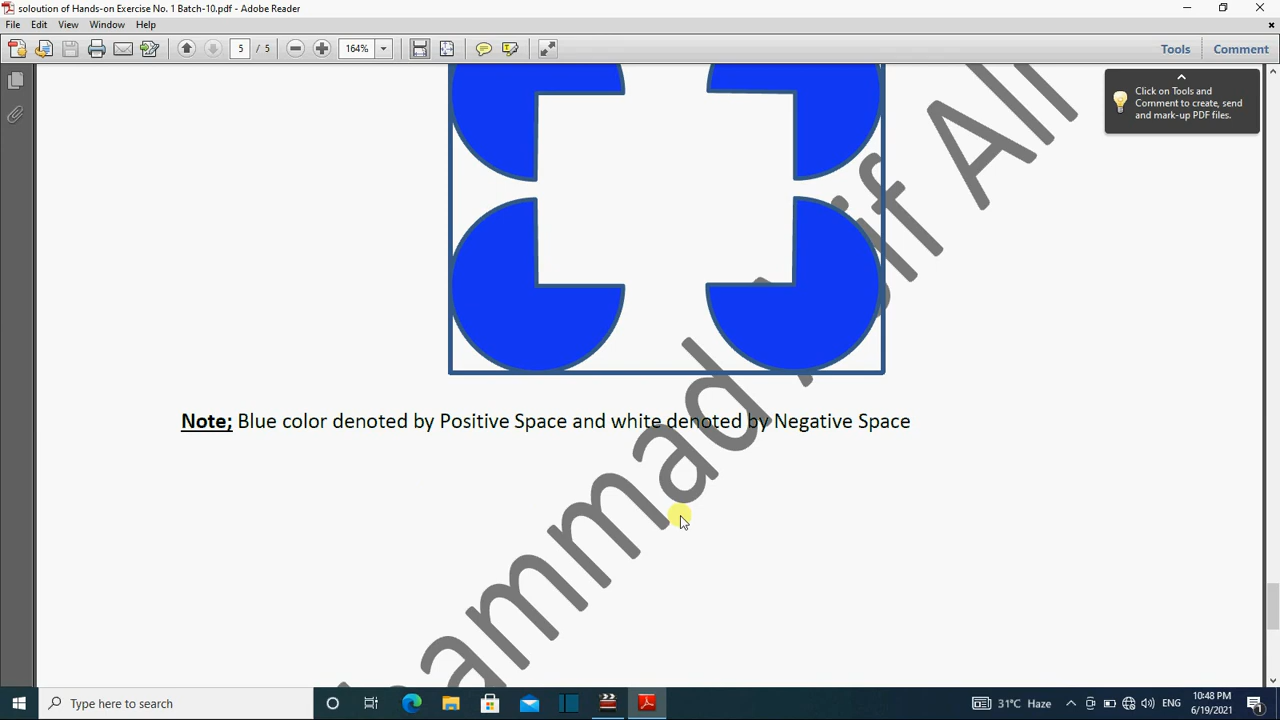 soloution of Hands-on Exercise No. 1 Batch-10.pdf - Adobe Reader
File Edit View Window Help
5 / 5 164% Tools Comment
Click on Tools and
Comment to create, send
and mark-up PDF files.
Note; Blue color denoted by Positive Space and white denoted by Negative Space
Type here to search
31°C Haze ENG 10:48 PM
6/19/2021
1